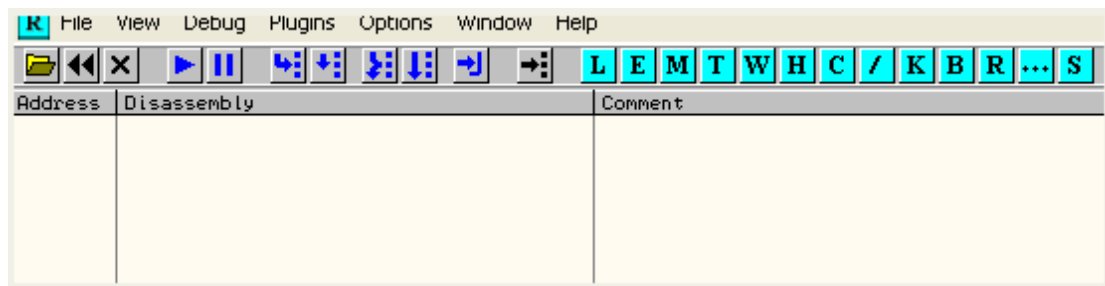 R File View Debug Plugins Options Window Help
L E M T W H C / K B R ... S
Address Disassembly Comment